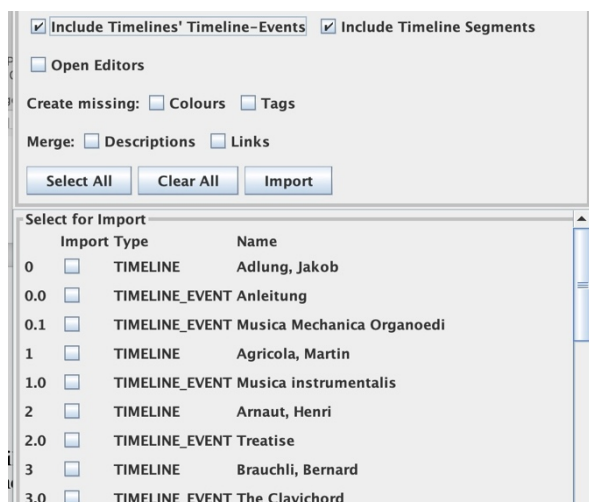 Include Timelines' Timeline-Events Include Timeline Segments
Open Editors
Create missing: Colours Tags
Merge: Descriptions Links
Select All Clear All Import
Select for Import
Import Type Name
0 TIMELINE Adlung, Jakob
0.0 TIMELINE_EVENT Anleitung
0.1 TIMELINE_EVENT Musica Mechanica Organoedi
1 TIMELINE Agricola, Martin
1.0 TIMELINE_EVENT Musica instrumentalis
2 TIMELINE Arnaut, Henri
2.0 TIMELINE_EVENT Treatise
3 TIMELINE Brauchli, Bernard
3.0 TIMELINE_EVENT The Clavichord